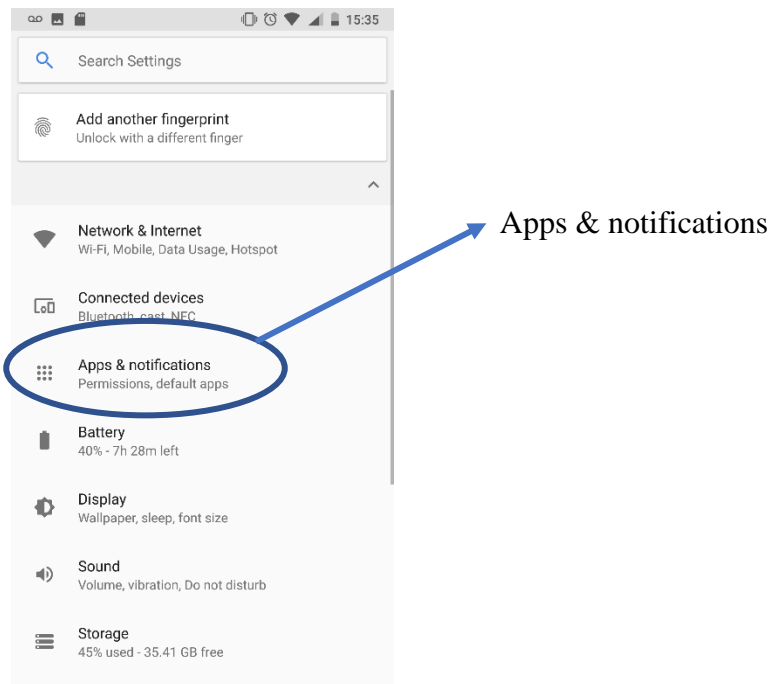 15:35
Search Settings
Add another fingerprint
Unlock with a different finger
Network & Internet
Wi-Fi, Mobile, Data Usage, Hotspot
Apps & notifications
Connected devices
Bluetooth, cast, NFC
Apps & notifications
Permissions, default apps
Battery
40% - 7h 28m left
Display
Wallpaper, sleep, font size
Sound
Volume, vibration, Do not disturb
Storage
45% used - 35.41 GB free